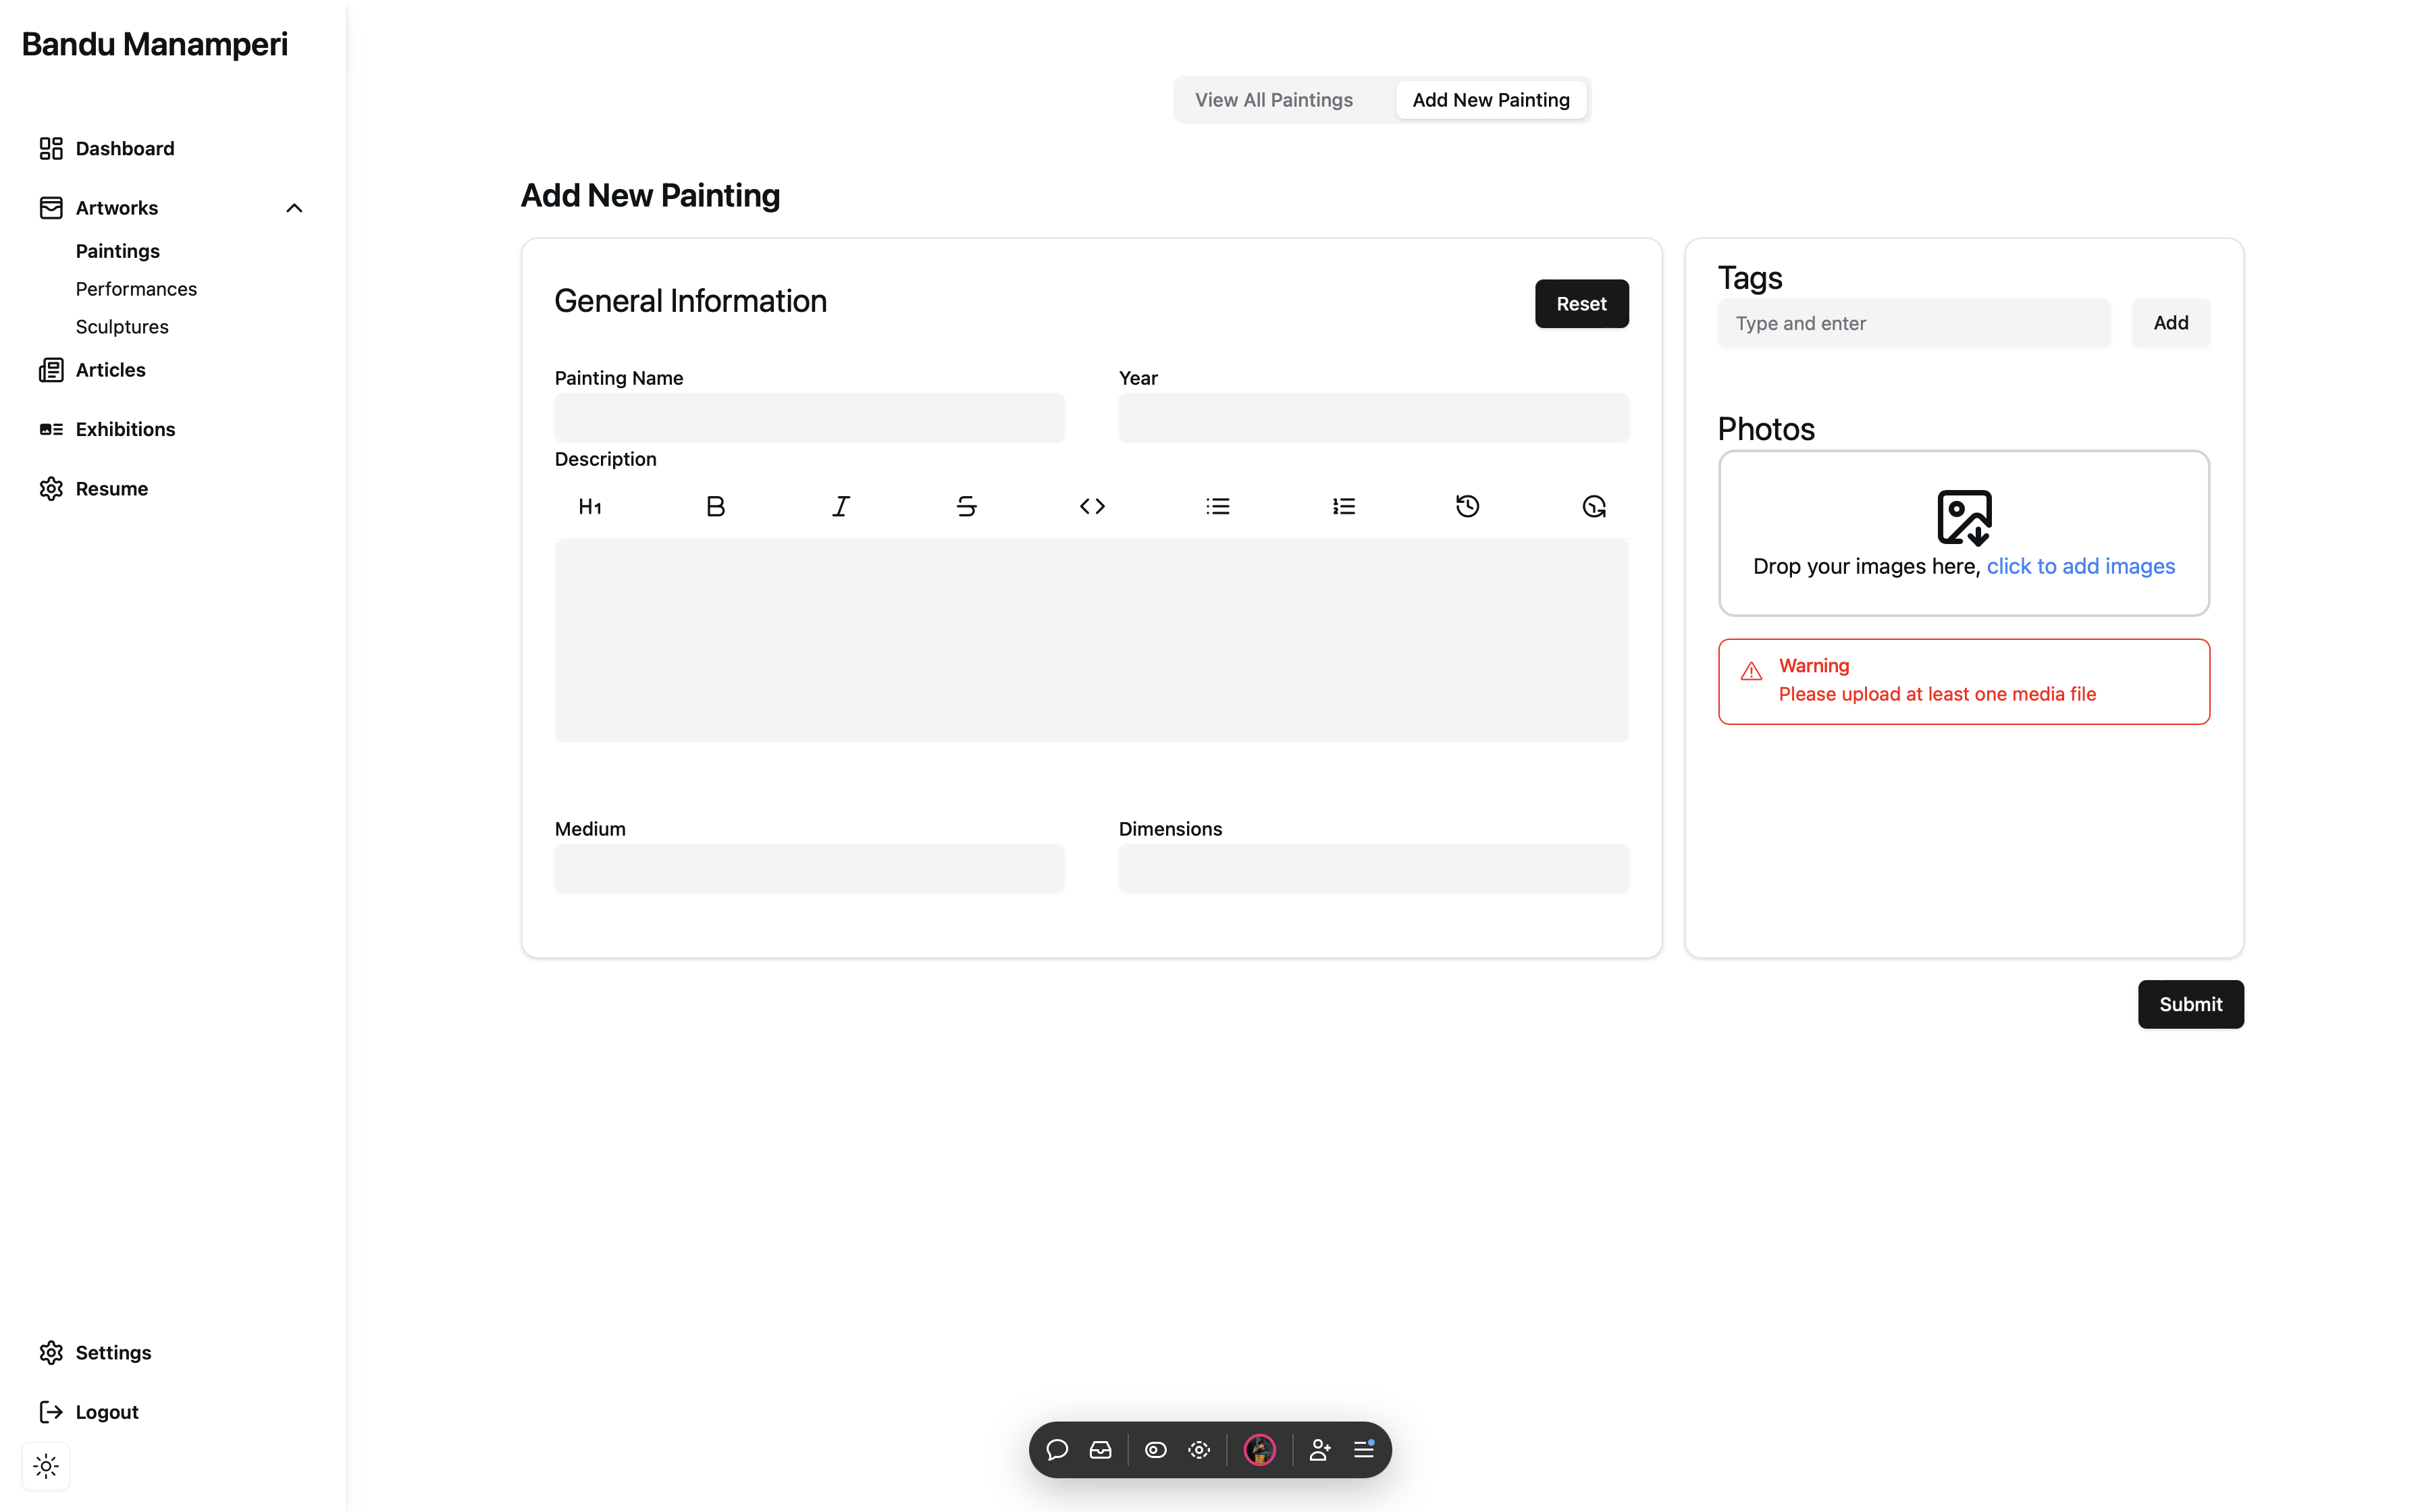 Bandu Manamperi
Dashboard
Artworks
Paintings
Performances
Sculptures
Articles
Exhibitions
Resume
Settings
Logout
View All Paintings
Add New Painting
Add New Painting
General Information
Reset
Painting Name
Year
Description
H1
Medium
Dimensions
Tags
Type and enter
Add
Photos
Drop your images here, click to add images
Warning
Please upload at least one media file
Submit